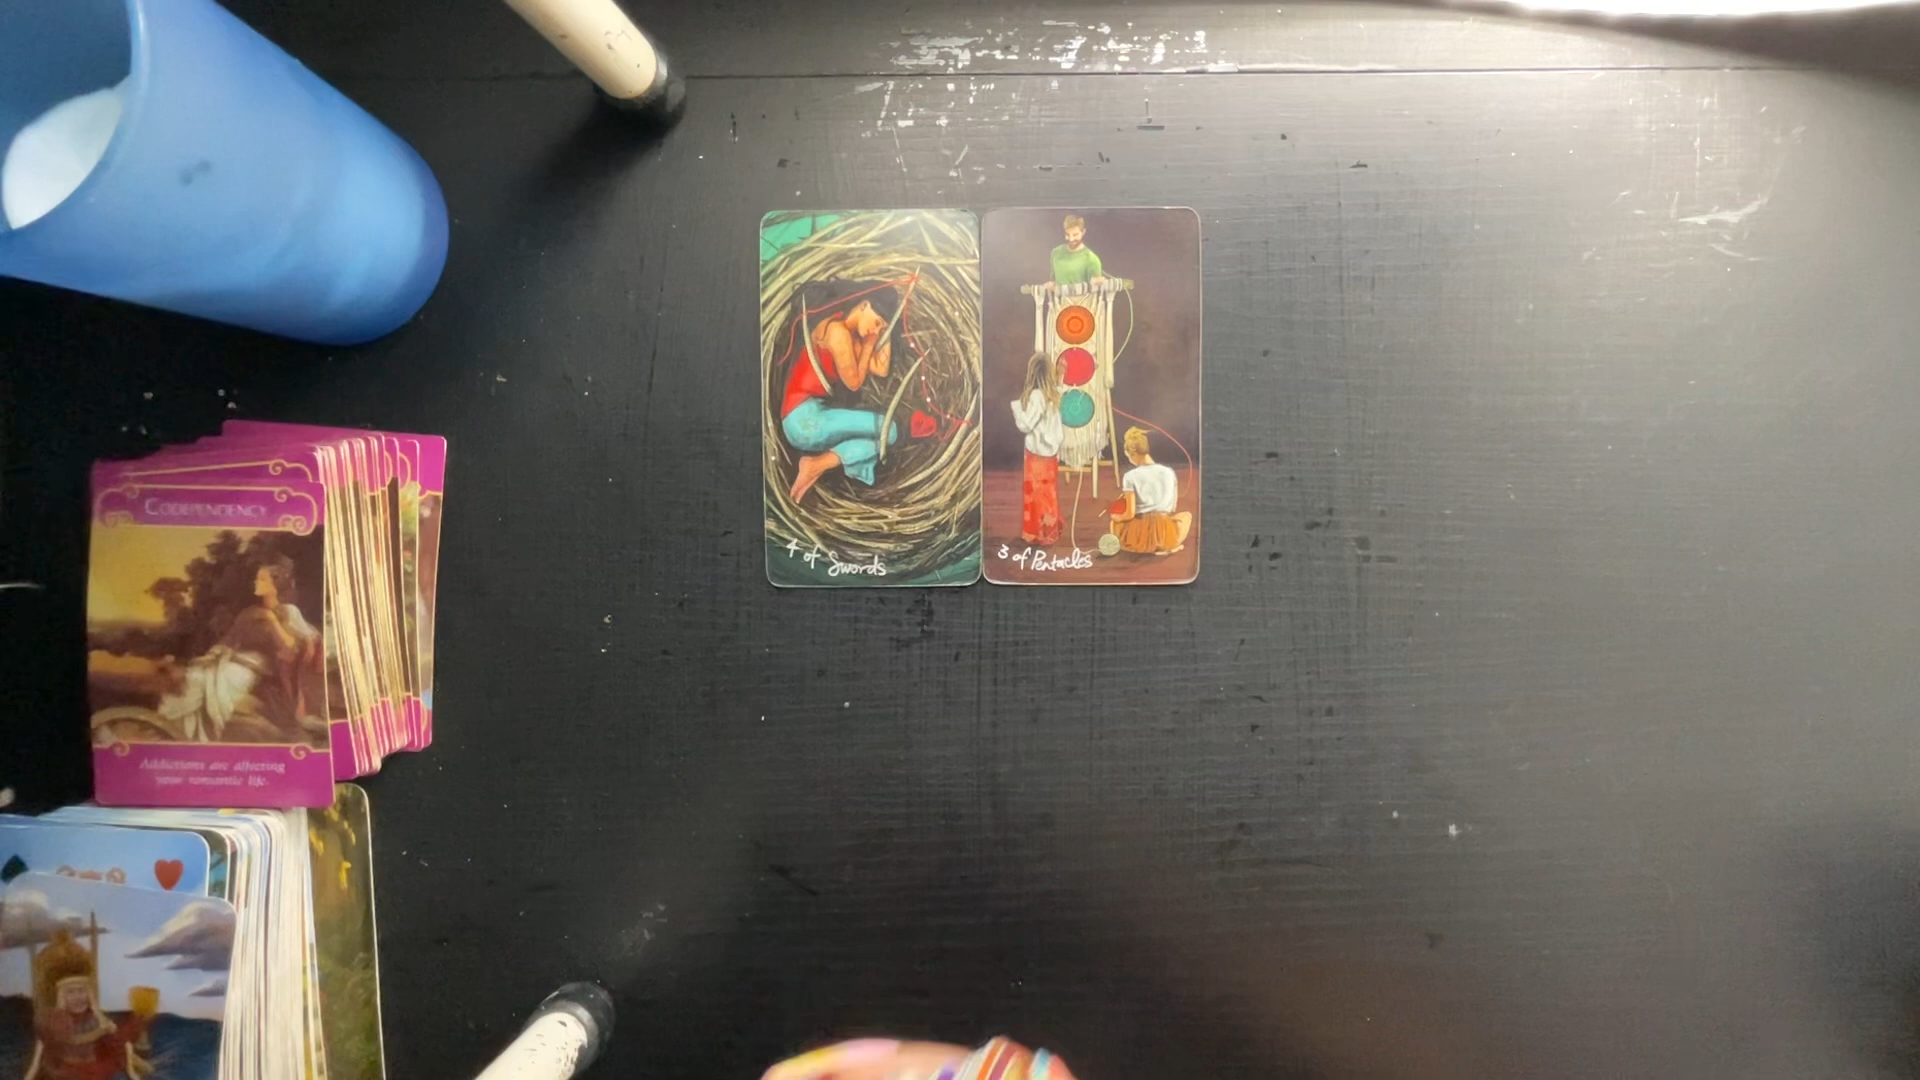 4 of Swords
3 of Pentacles
CODEPENDENCY
Addictions are affecting
your romantic life.